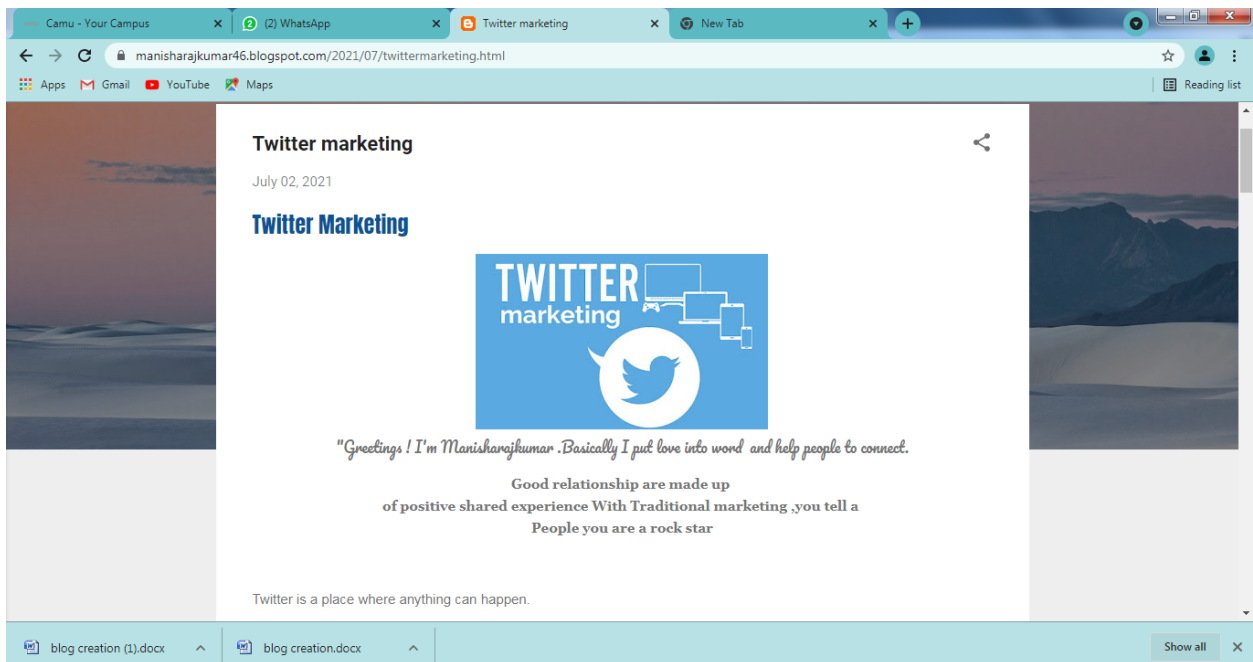 Camu - Your Campus
(2) WhatsApp
Twitter marketing
New Tab
manisharajkumar46.blogspot.com/2021/07/twittermarketing.html
Apps Gmail YouTube Maps Reading list
Twitter marketing
July 02, 2021
Twitter Marketing
TWITTER
marketing
"Greetings ! I'm Manisharajkumar .Basically I put love into word and help people to connect.
Good relationship are made up
of positive shared experience With Traditional marketing ,you tell a
People you are a rock star
Twitter is a place where anything can happen.
blog creation (1).docx
blog creation.docx
Show all